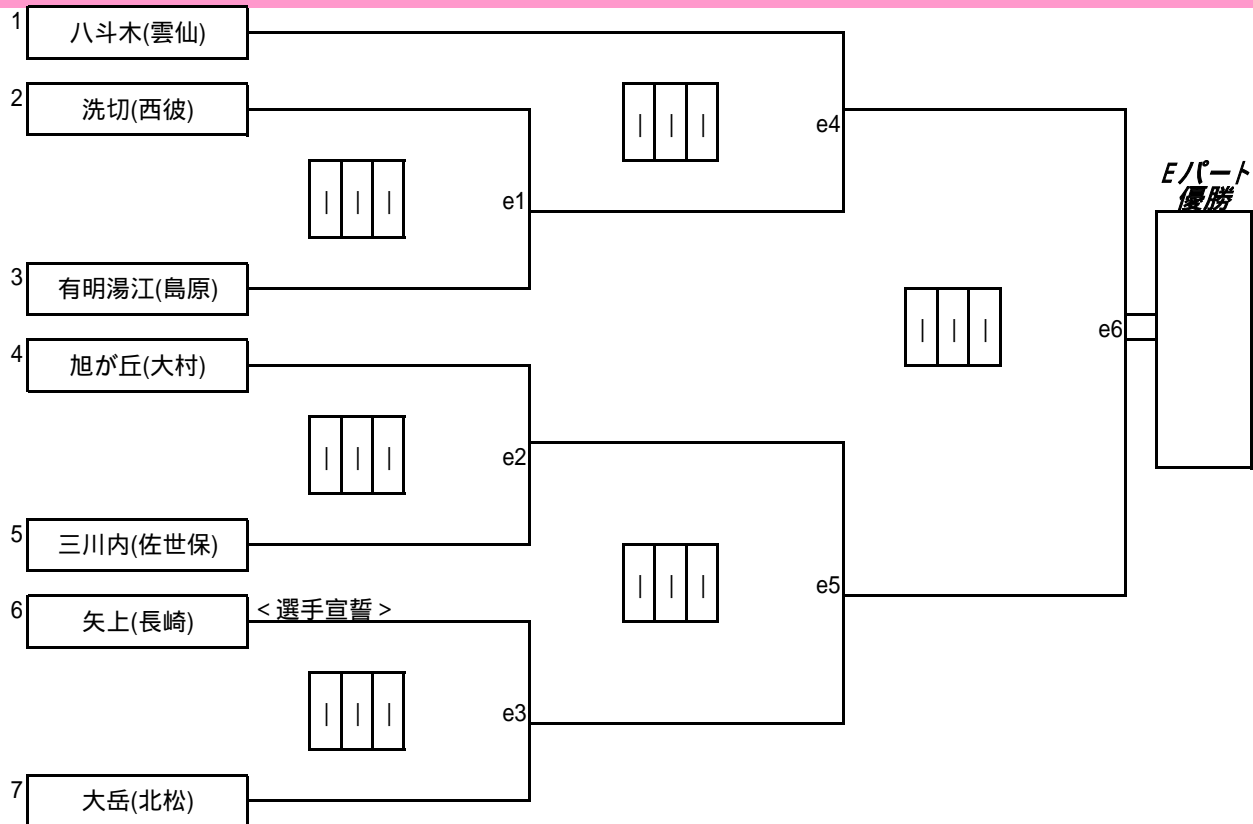 1 八斗木(雲仙)
2 洗切(西彼)
| | | e4
Eパート
優勝
| | | e1
3 有明湯江(島原)
| | | e6
4 旭が丘(大村)
| | | e2
5 三川内(佐世保)
| | | e5
6 矢上(長崎) <選手宣誓>
| | | e3
7 大岳(北松)